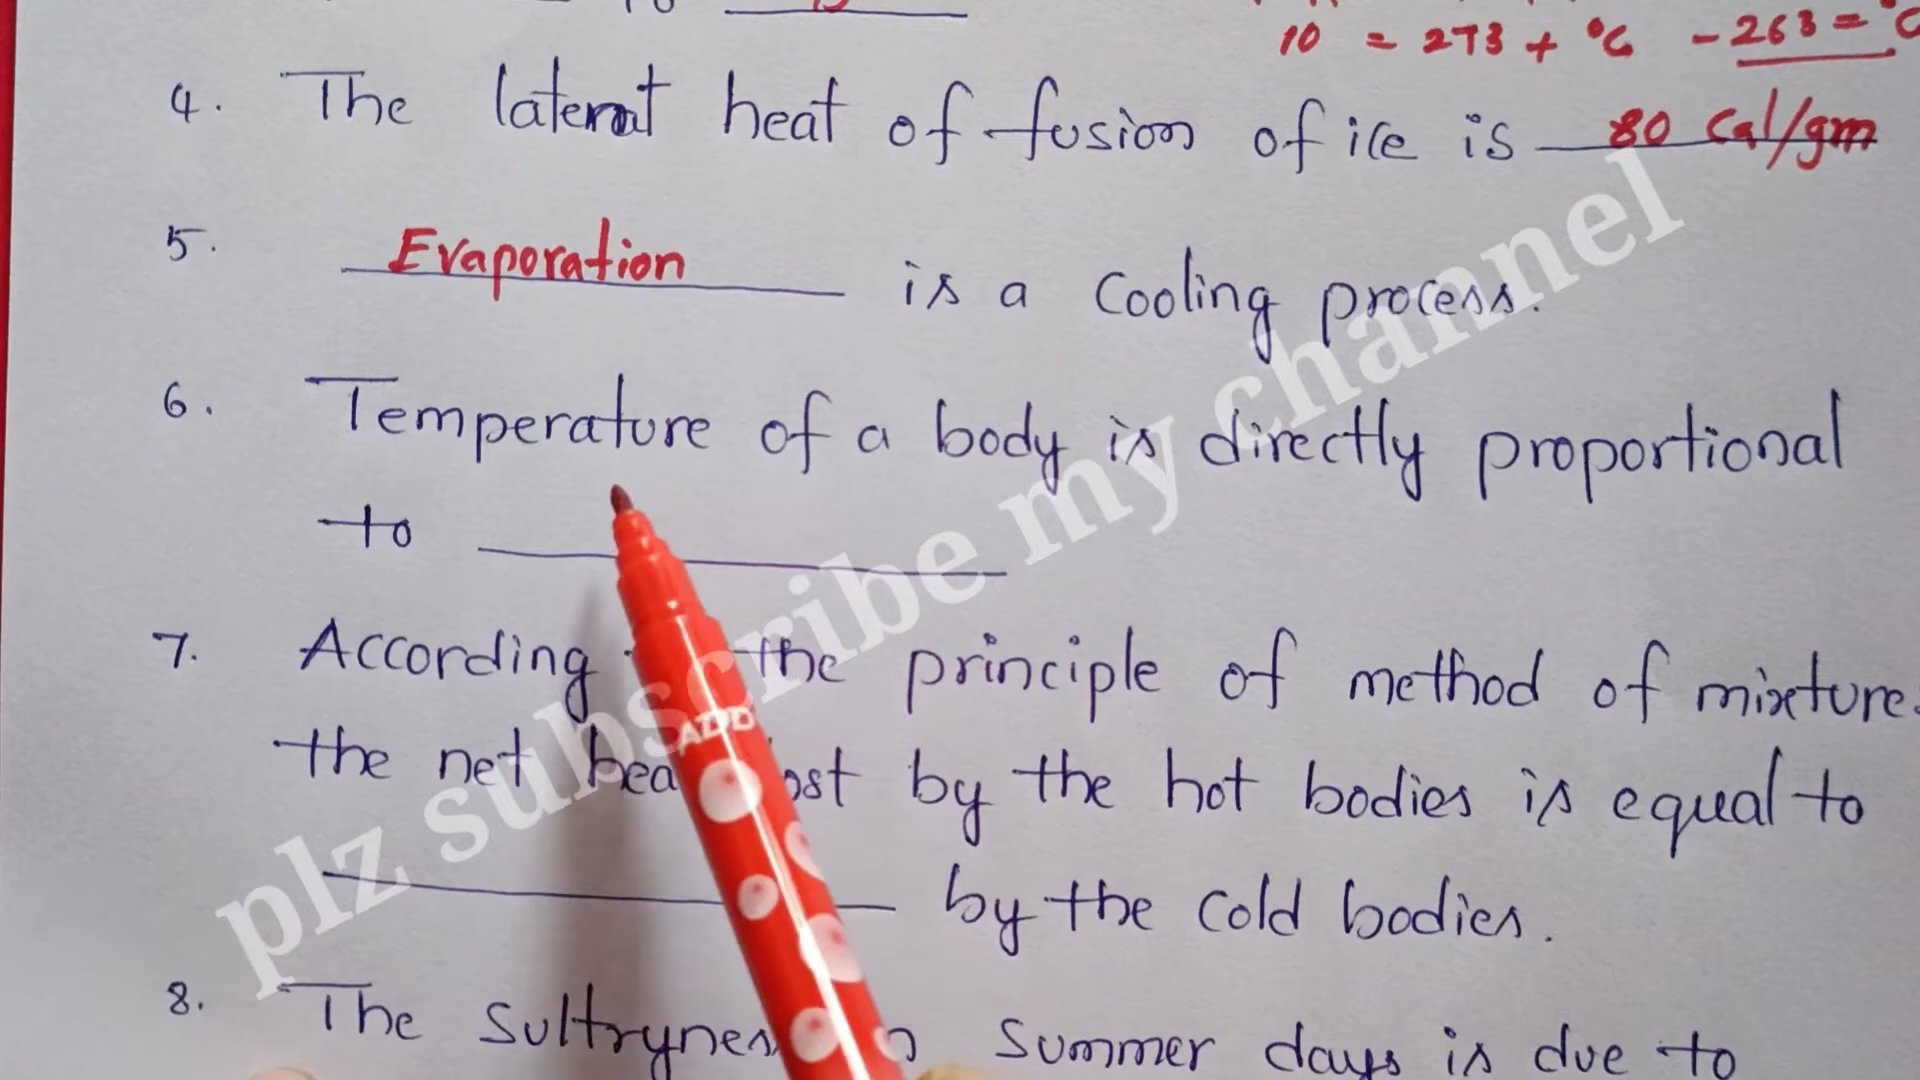 10 = 273 + °C - 263 = °C
4. The latent heat of fusion of ice is 80 Cal/gm
5. Evaporation is a cooling process.
6. Temperature of a body is directly proportional
to
7. According the principle of method of mixture.
the net lost by the hot bodies is equal to
by the cold bodies.
8. The Sultryness Summer days is due to
plz subscribe my channel
ADD